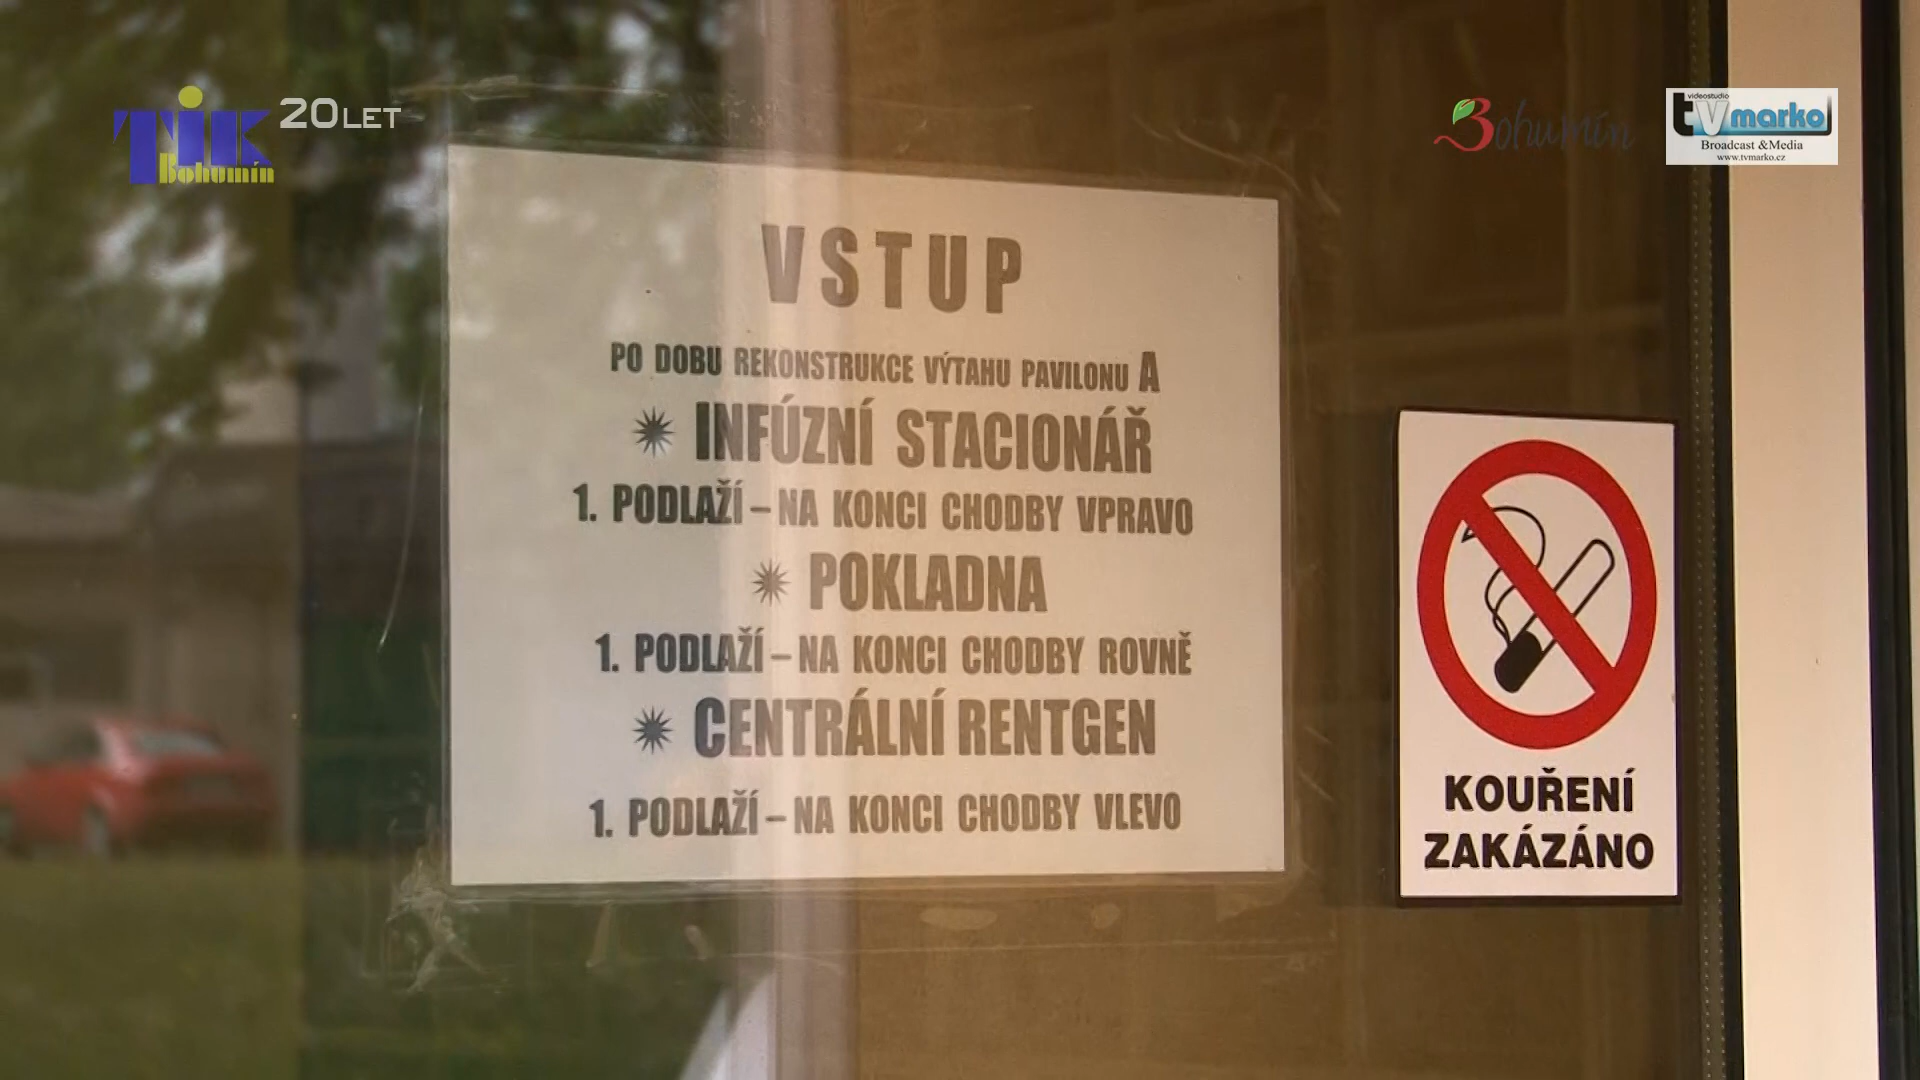 TIK 20 LET
Bohumín
Bohumín
videostudio
tvmarko
Broadcast &Media
www.tvmarko.cz
VSTUP
PO DOBU REKONSTRUKCE VÝTAHU PAVILONU A
INFÚZNÍ STACIONÁŘ
1. PODLAŽÍ – NA KONCI CHODBY VPRAVO
POKLADNA
1. PODLAŽÍ – NA KONCI CHODBY ROVNĚ
CENTRÁLNÍ RENTGEN
1. PODLAŽÍ – NA KONCI CHODBY VLEVO
KOUŘENÍ
ZAKÁZÁNO